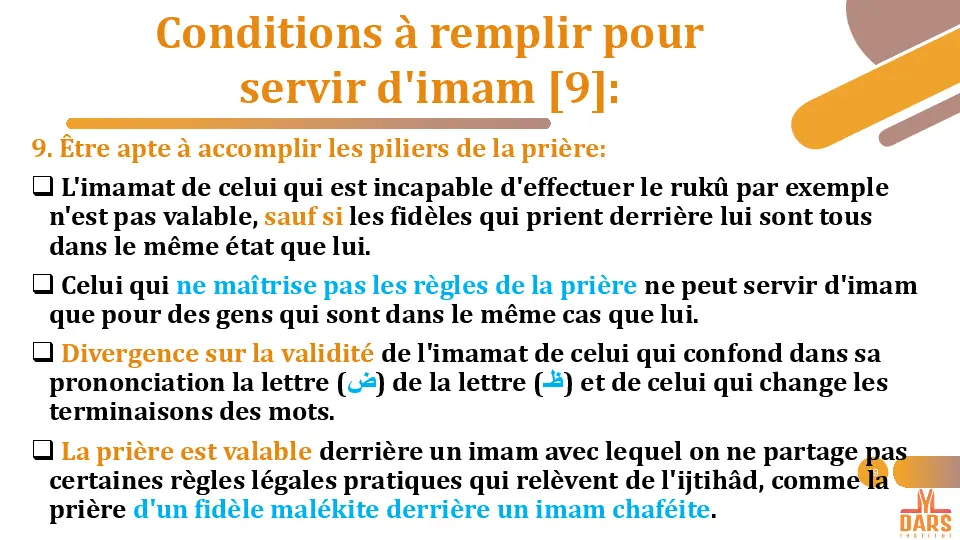 Conditions à remplir pour
servir d'imam [9]:
9. Être apte à accomplir les piliers de la prière:
❑ L'imamat de celui qui est incapable d'effectuer le rukû par exemple
n'est pas valable, sauf si les fidèles qui prient derrière lui sont tous
dans le même état que lui.
❑ Celui qui ne maîtrise pas les règles de la prière ne peut servir d'imam
que pour des gens qui sont dans le même cas que lui.
❑ Divergence sur la validité de l'imamat de celui qui confond dans sa
prononciation la lettre (ض) de la lettre (ظـ) et de celui qui change les
terminaisons des mots.
❑ La prière est valable derrière un imam avec lequel on ne partage pas
certaines règles légales pratiques qui relèvent de l'ijtihâd, comme la
prière d'un fidèle malékite derrière un imam chaféite.
DARS
INSTITUT